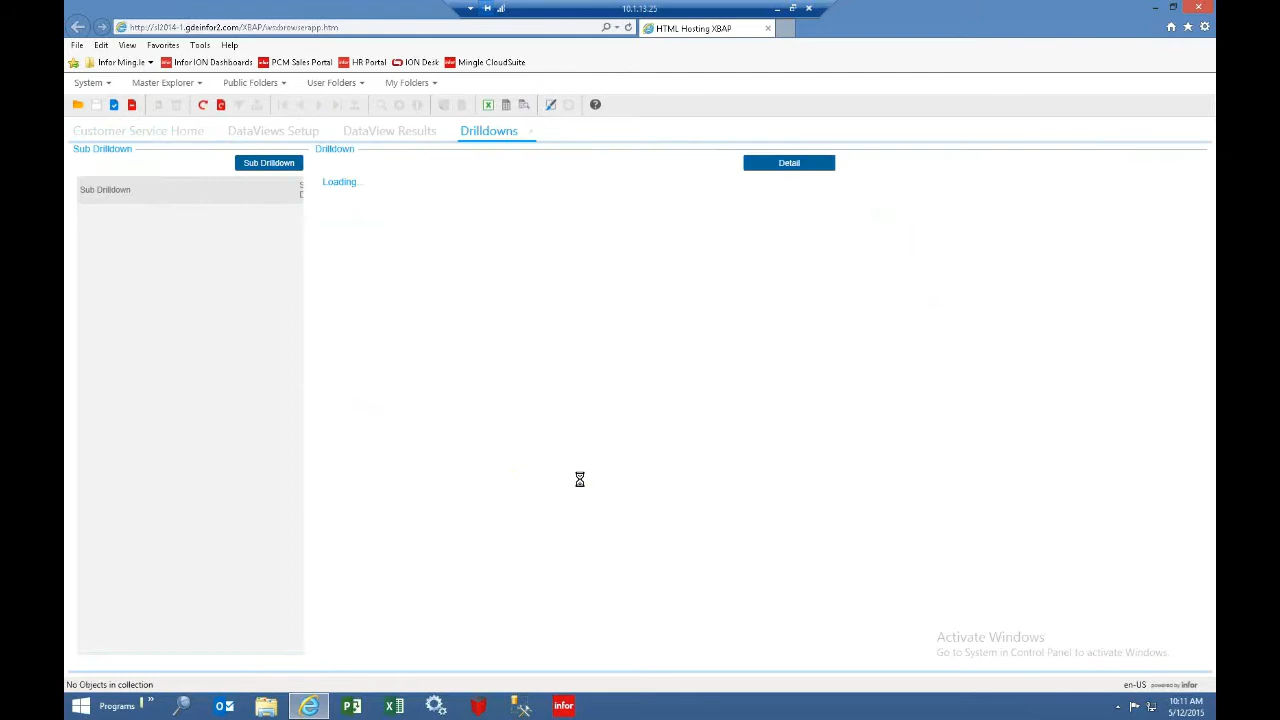 10.1.13.25
http://sl2014-1.gdeinfor2.com/XBAP/wsbrowserapp.htm
HTML Hosting XBAP
File Edit View Favorites Tools Help
Infor Ming.le Infor ION Dashboards PCM Sales Portal HR Portal ION Desk Mingle CloudSuite
System Master Explorer Public Folders User Folders My Folders
Customer Service Home DataViews Setup DataView Results Drilldowns
Sub Drilldown Drilldown
Sub Drilldown Detail
Loading...
Sub Drilldown
Activate Windows
Go to System in Control Panel to activate Windows.
No Objects in collection en-US powered by infor
Programs infor 10:11 AM
5/12/2015